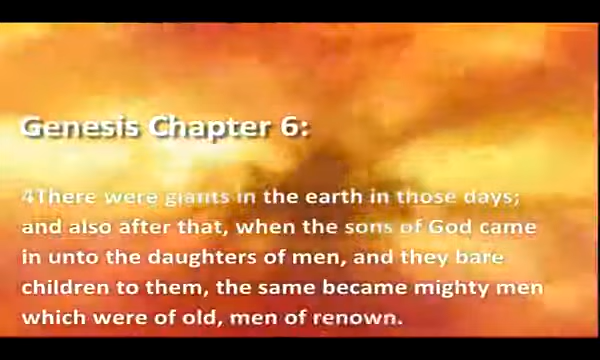 Genesis Chapter 6:
4There were giants in the earth in those days;
and also after that, when the sons of God came
in unto the daughters of men, and they bare
children to them, the same became mighty men
which were of old, men of renown.